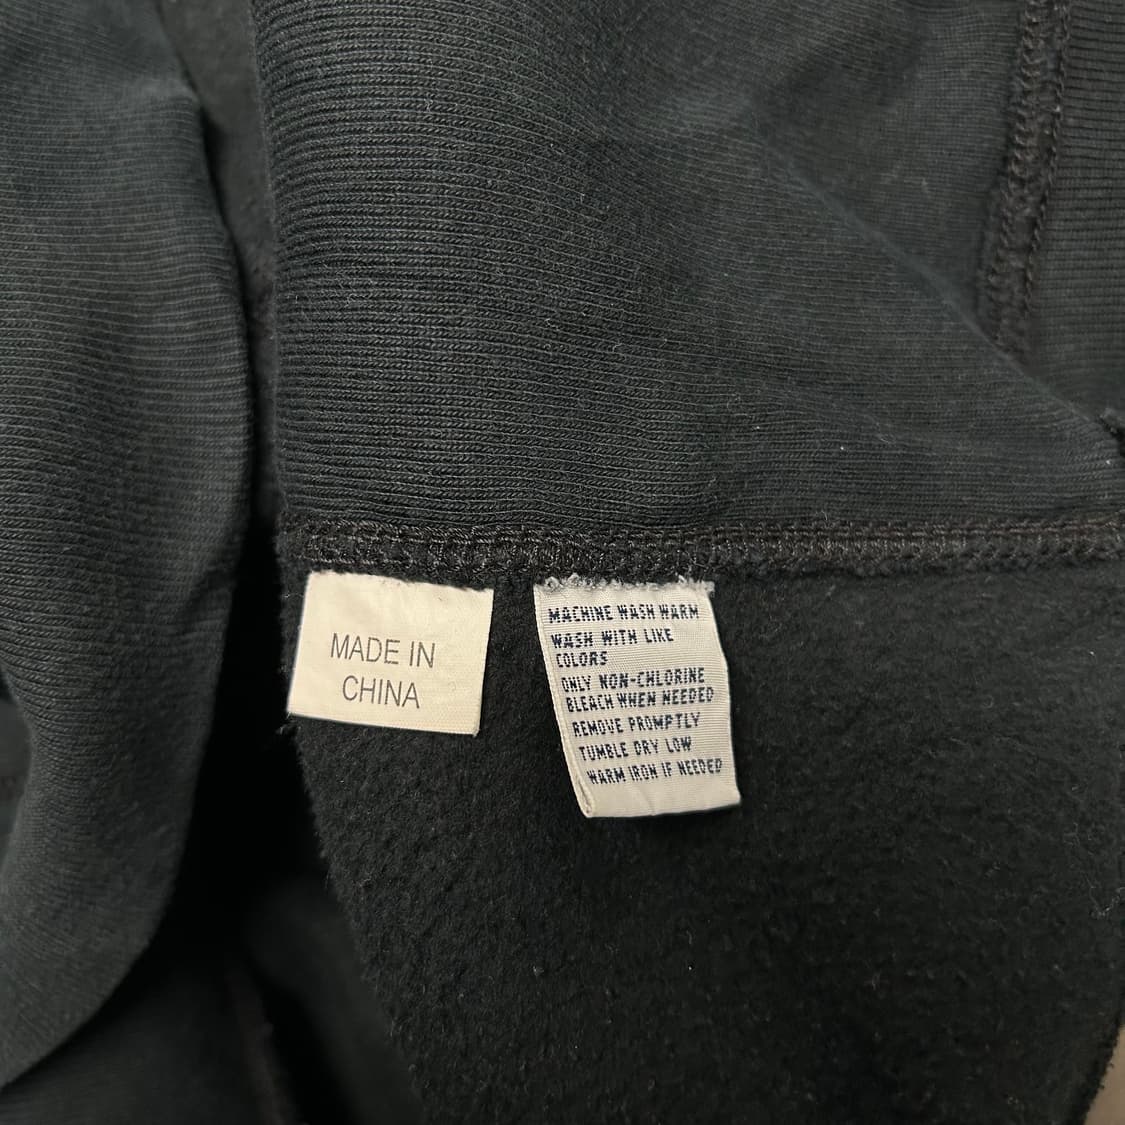 MADE IN
CHINA
MACHINE WASH WARM
WASH WITH LIKE
COLORS
ONLY NON-CHLORINE
BLEACH WHEN NEEDED
REMOVE PROMPTLY
TUMBLE DRY LOW
WARM IRON IF NEEDED